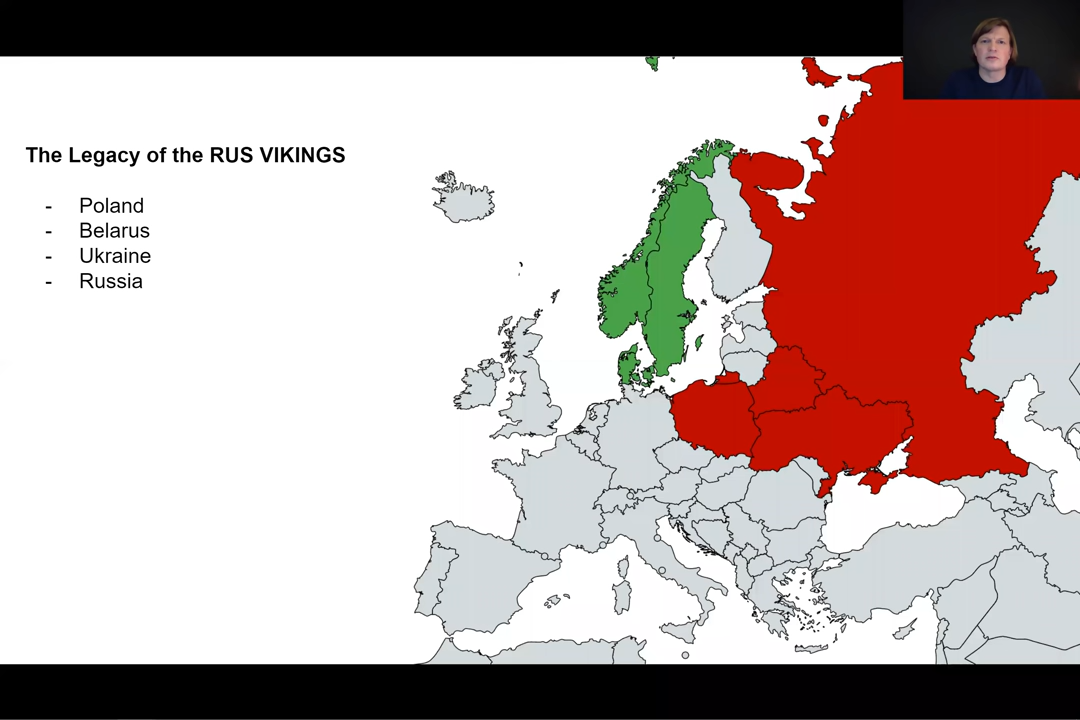 The Legacy of the RUS VIKINGS
- Poland
- Belarus
- Ukraine
- Russia